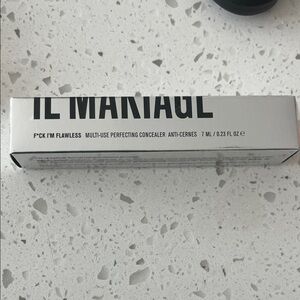 IL MAKIAGE
F*CK I'M FLAWLESS MULTI-USE PERFECTING CONCEALER ANTI-CERNES 7 ML / 0.23 FL OZ ℮